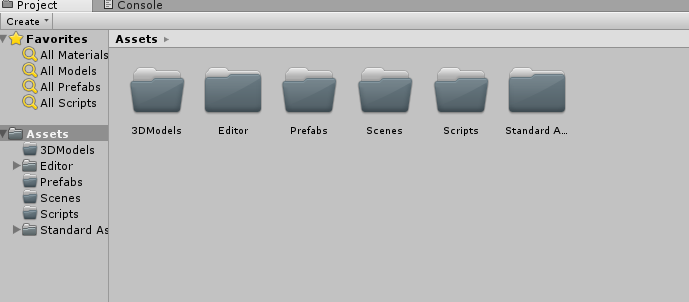 Project
Console
Create
Favorites
All Materials
All Models
All Prefabs
All Scripts
Assets
3DModels
Editor
Prefabs
Scenes
Scripts
Standard As
Assets
3DModels
Editor
Prefabs
Scenes
Scripts
Standard A...